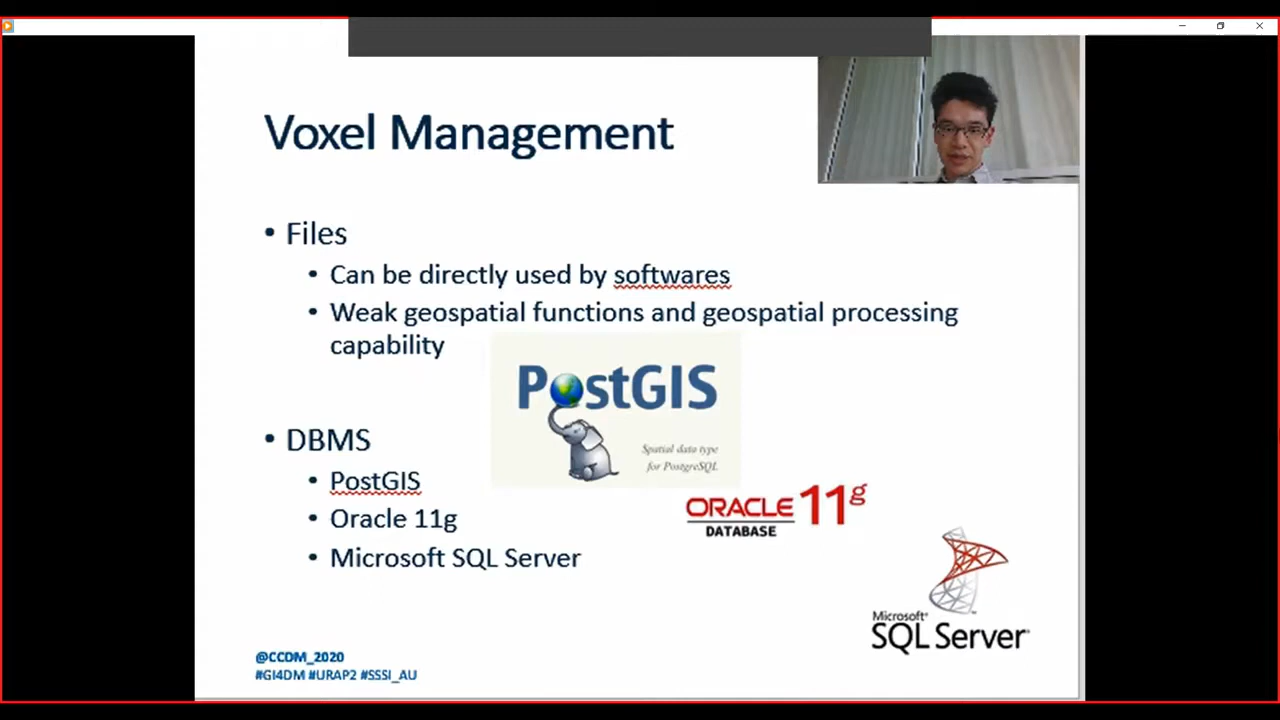 Voxel Management
• Files
• Can be directly used by softwares
• Weak geospatial functions and geospatial processing
capability
PostGIS
Spatial data type
for PostgreSQL
• DBMS
• PostGIS
• Oracle 11g
• Microsoft SQL Server
ORACLE 11g
DATABASE
Microsoft
SQL Server
@CCDM_2020
#GI4DM #URAP2 #SSSI_AU